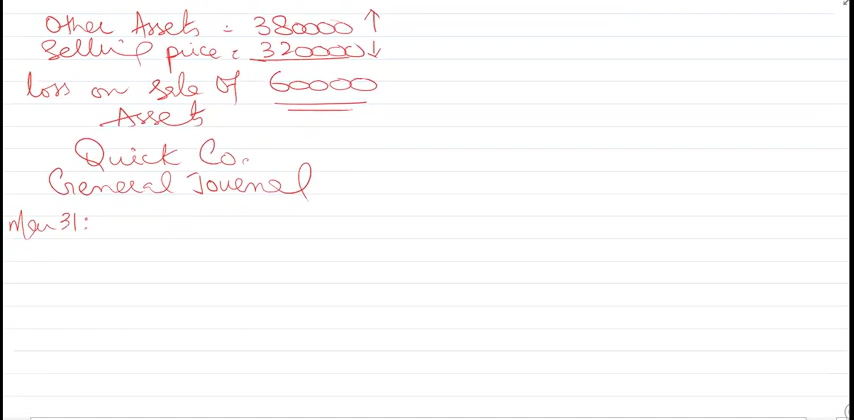 Other Assets = 380000 ↑
Selling price = 320000 ↓
loss on sale of 60000
Assets
Quick Co.
General Journal
Mar 31: